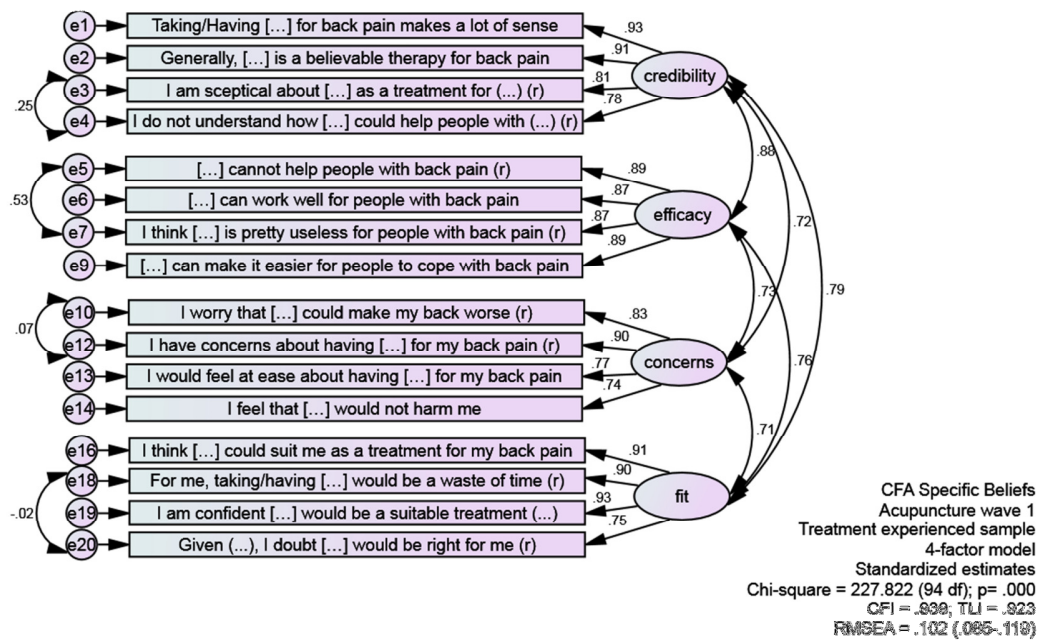 e1 Taking/Having [...] for back pain makes a lot of sense .93
e2 Generally, [...] is a believable therapy for back pain .91
credibility
e3 I am sceptical about [...] as a treatment for (...) (r) .81
e4 I do not understand how [...] could help people with (...) (r) .78
.25
.88
e5 [...] cannot help people with back pain (r) .89
e6 [...] can work well for people with back pain .87
.53
efficacy
.72
e7 I think [...] is pretty useless for people with back pain (r) .87
e9 [...] can make it easier for people to cope with back pain .89
.73
.79
e10 I worry that [...] could make my back worse (r) .83
.07
e12 I have concerns about having [...] for my back pain (r) .90
concerns
.76
e13 I would feel at ease about having [...] for my back pain .77
e14 I feel that [...] would not harm me .74
.71
e16 I think [...] could suit me as a treatment for my back pain .91
e18 For me, taking/having [...] would be a waste of time (r) .90
fit
-.02
e19 I am confident [...] would be a suitable treatment (...) .93
e20 Given (...), I doubt [...] would be right for me (r) .75
CFA Specific Beliefs
Acupuncture wave 1
Treatment experienced sample
4-factor model
Standardized estimates
Chi-square = 227.822 (94 df); p= .000
CFI = TLI = .923
RMSEA = .102